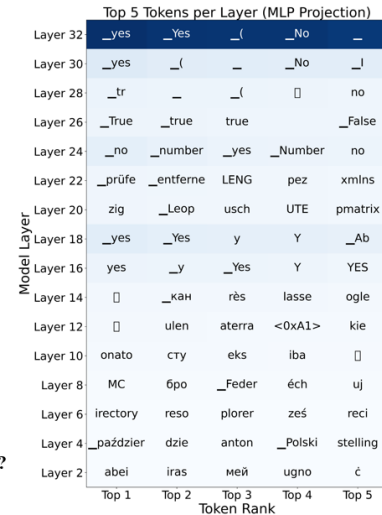 Top 5 Tokens per Layer (MLP Projection)
Layer 32 _yes _Yes _( _No _
Layer 30 _yes _( _ _No _I
Layer 28 _tr _ _( no
Layer 26 _True _true true _False
Layer 24 _no _number _yes _Number no
Layer 22 _prüfe _entferne LENG pez xmlns
Layer 20 zig _Leop usch UTE pmatrix
Layer 18 _yes _Yes y Y _Ab
Layer 16 yes _y _Yes Y YES
Layer 14 _кан rès lasse ogle
Layer 12 ulen aterra <0xA1> kie
Layer 10 onato сту eks iba
Layer 8 MC бро _Feder éch uj
Layer 6 irectory reso plorer ześ reci
Layer 4 _paździer dzie anton _Polski stelling
Layer 2 abei iras мей ugno ċ
Top 1 Top 2 Top 3 Top 4 Top 5
Token Rank
Model Layer
?